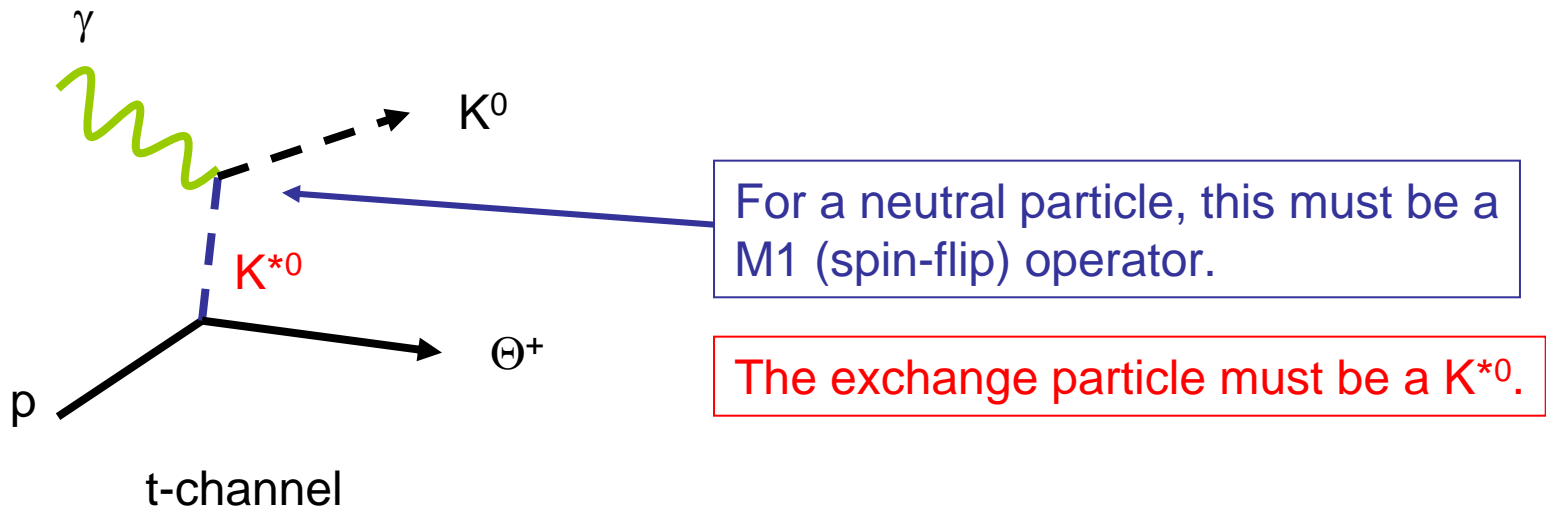 γ
K⁰
For a neutral particle, this must be a
M1 (spin-flip) operator.
K*⁰
Θ⁺
The exchange particle must be a K*⁰.
p
t-channel